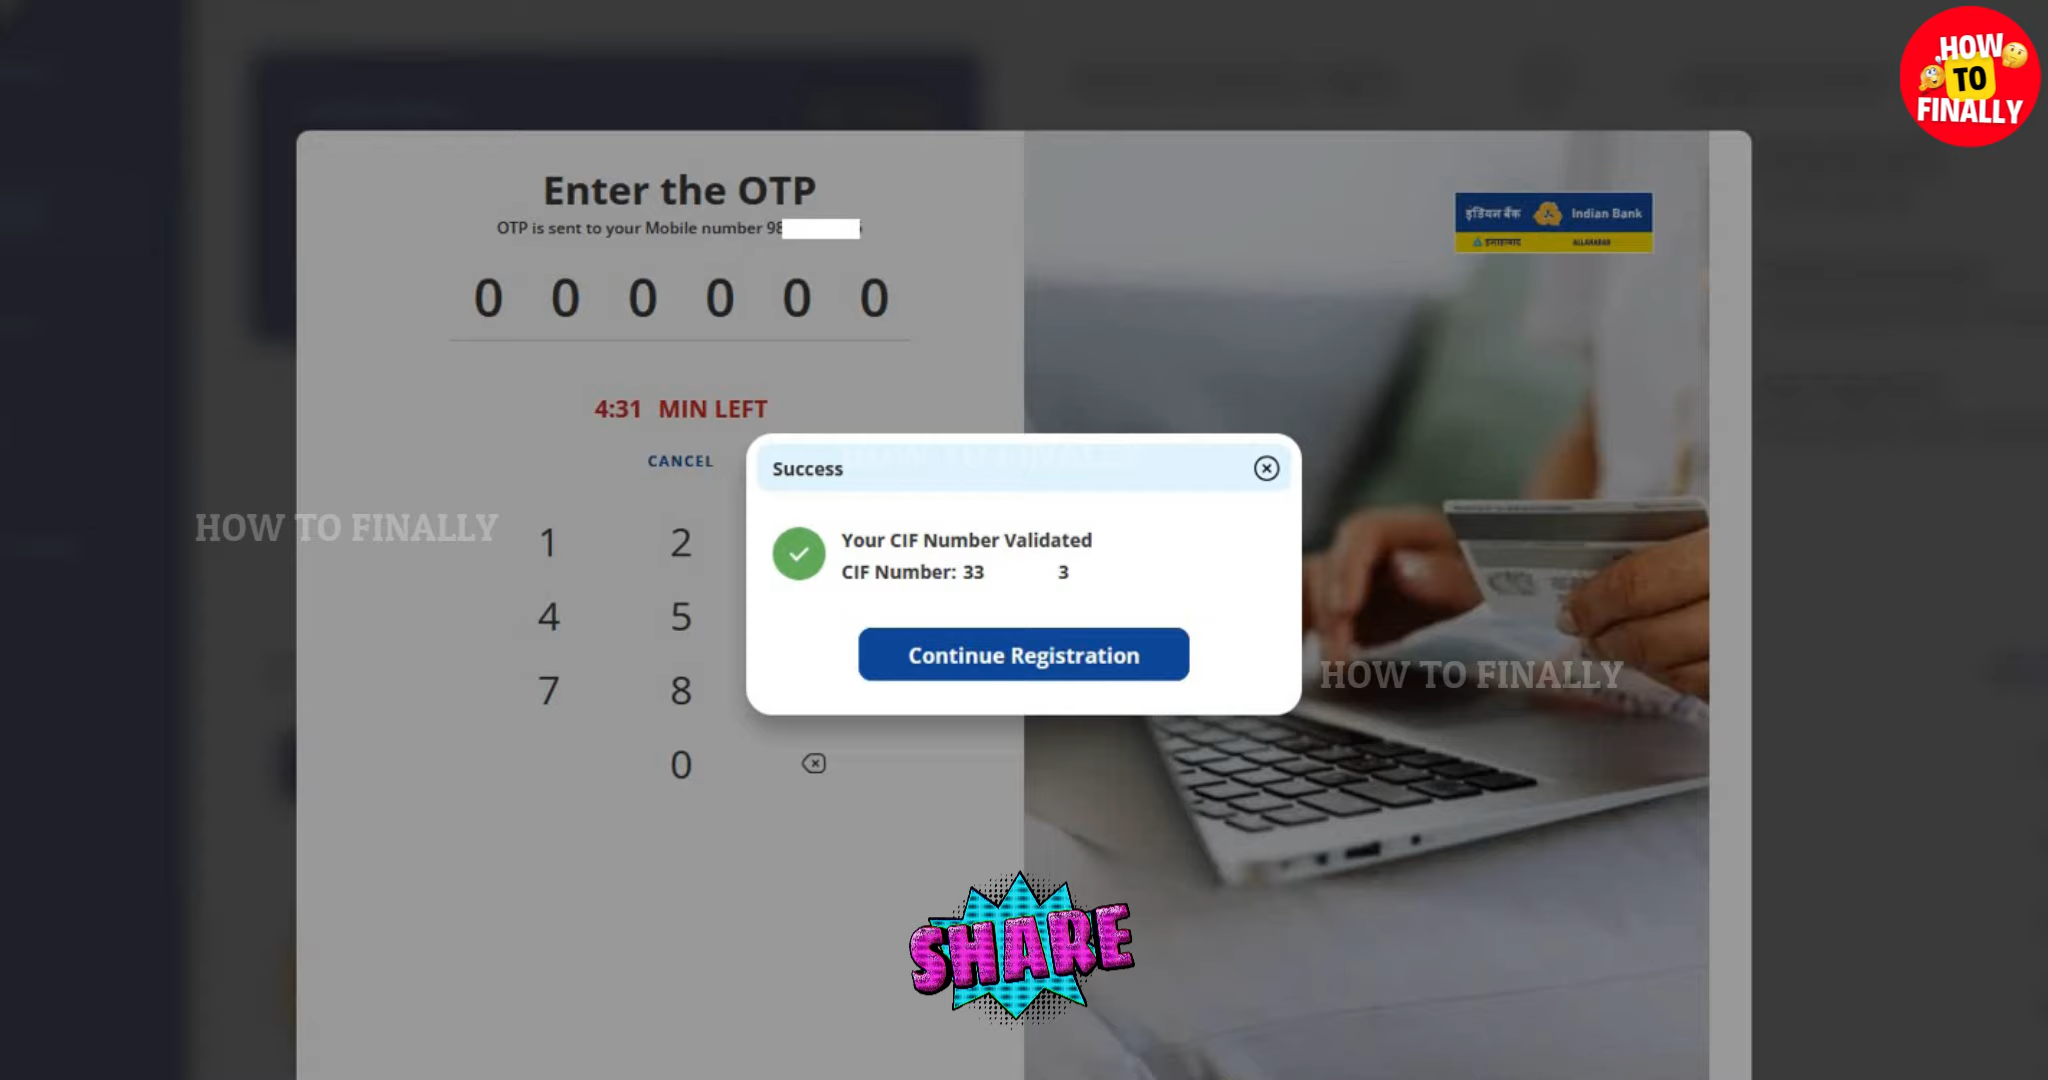 HOW
TO
FINALLY
Enter the OTP
OTP is sent to your Mobile number 98
इंडियन बैंक Indian Bank
इलाहाबाद ALLAHABAD
0 0 0 0 0 0
4:31 MIN LEFT
CANCEL
Success
HOW TO FINALLY
Your CIF Number Validated
CIF Number: 33 3
Continue Registration
HOW TO FINALLY
1 2
4 5
7 8
0
SHARE